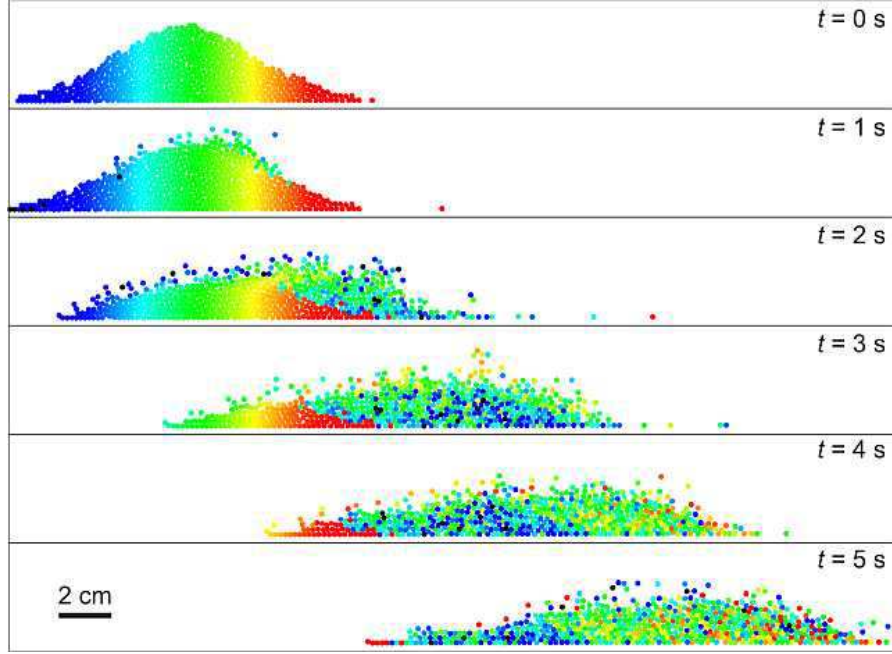 t = 0 s
t = 1 s
t = 2 s
t = 3 s
t = 4 s
t = 5 s
2 cm